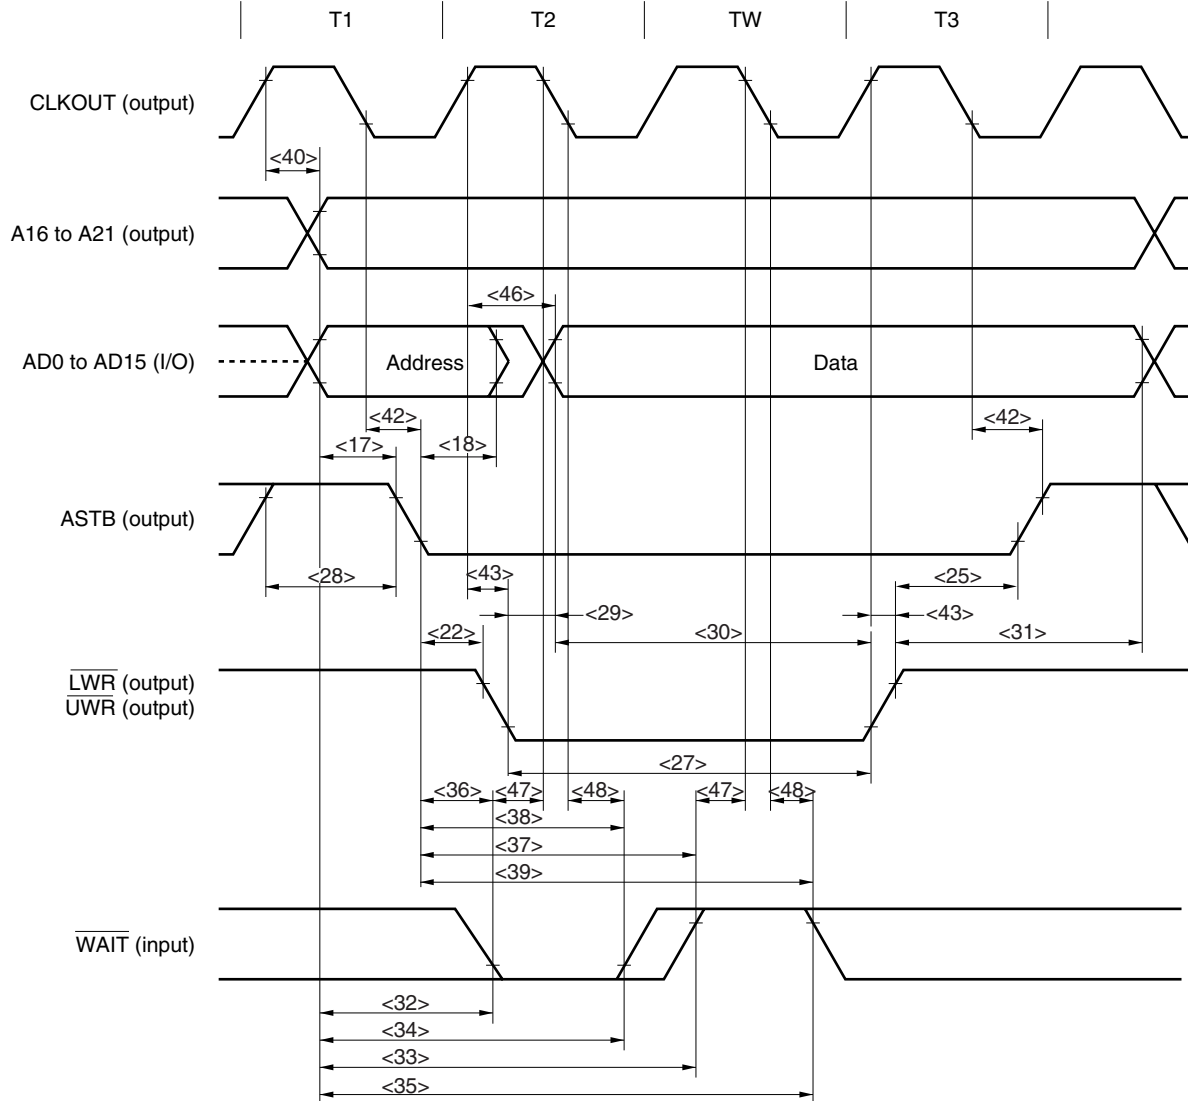 T1 T2 TW T3
CLKOUT (output)
<40>
A16 to A21 (output)
<46>
AD0 to AD15 (I/O) Address Data
<42> <42>
<17> <18>
ASTB (output)
<28> <43> <25>
<29> <43>
<22> <30> <31>
LWR (output)
UWR (output)
<27>
<36> <47> <48> <47> <48>
<38>
<37>
<39>
WAIT (input)
<32>
<34>
<33>
<35>